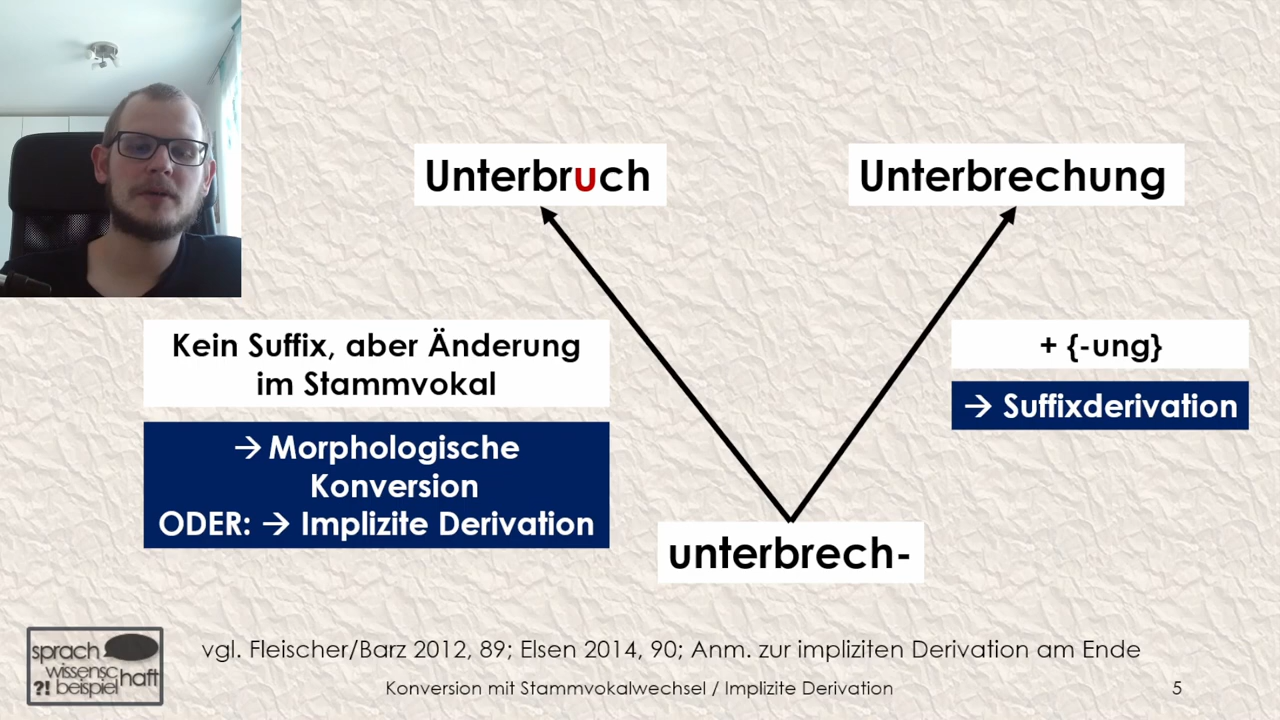 Unterbruch
Unterbrechung
Kein Suffix, aber Änderung
im Stammvokal
+ {-ung}
→ Suffixderivation
→ Morphologische
Konversion
ODER: → Implizite Derivation
unterbrech-
sprach
wissensc
haft
?! beispiel
vgl. Fleischer/Barz 2012, 89; Elsen 2014, 90; Anm. zur impliziten Derivation am Ende
Konversion mit Stammvokalwechsel / Implizite Derivation
5